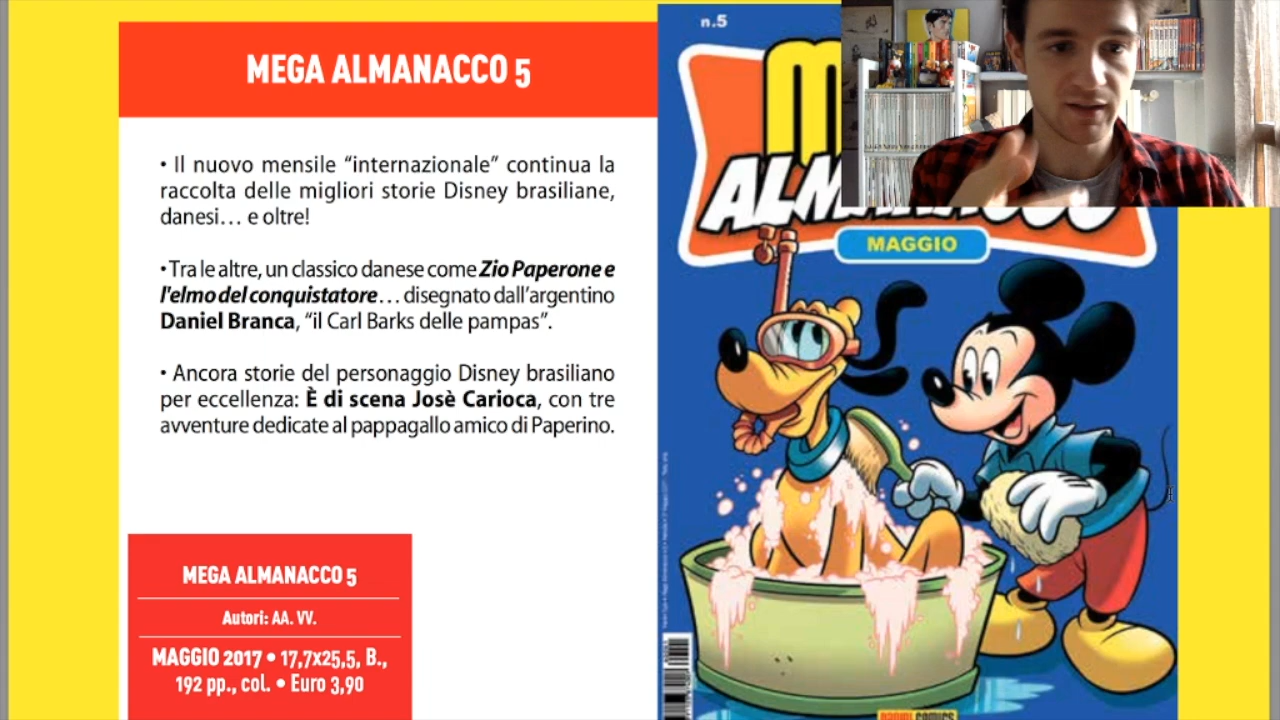 MEGA ALMANACCO 5
• Il nuovo mensile “internazionale” continua la
raccolta delle migliori storie Disney brasiliane,
danesi… e oltre!
• Tra le altre, un classico danese come Zio Paperone e
l'elmo del conquistatore… disegnato dall’argentino
Daniel Branca, “il Carl Barks delle pampas”.
• Ancora storie del personaggio Disney brasiliano
per eccellenza: È di scena Josè Carioca, con tre
avventure dedicate al pappagallo amico di Paperino.
MEGA ALMANACCO 5
Autori: AA. VV.
MAGGIO 2017 • 17,7x25,5, B.,
192 pp., col. • Euro 3,90
n.5
MAGGIO
PANINI COMICS